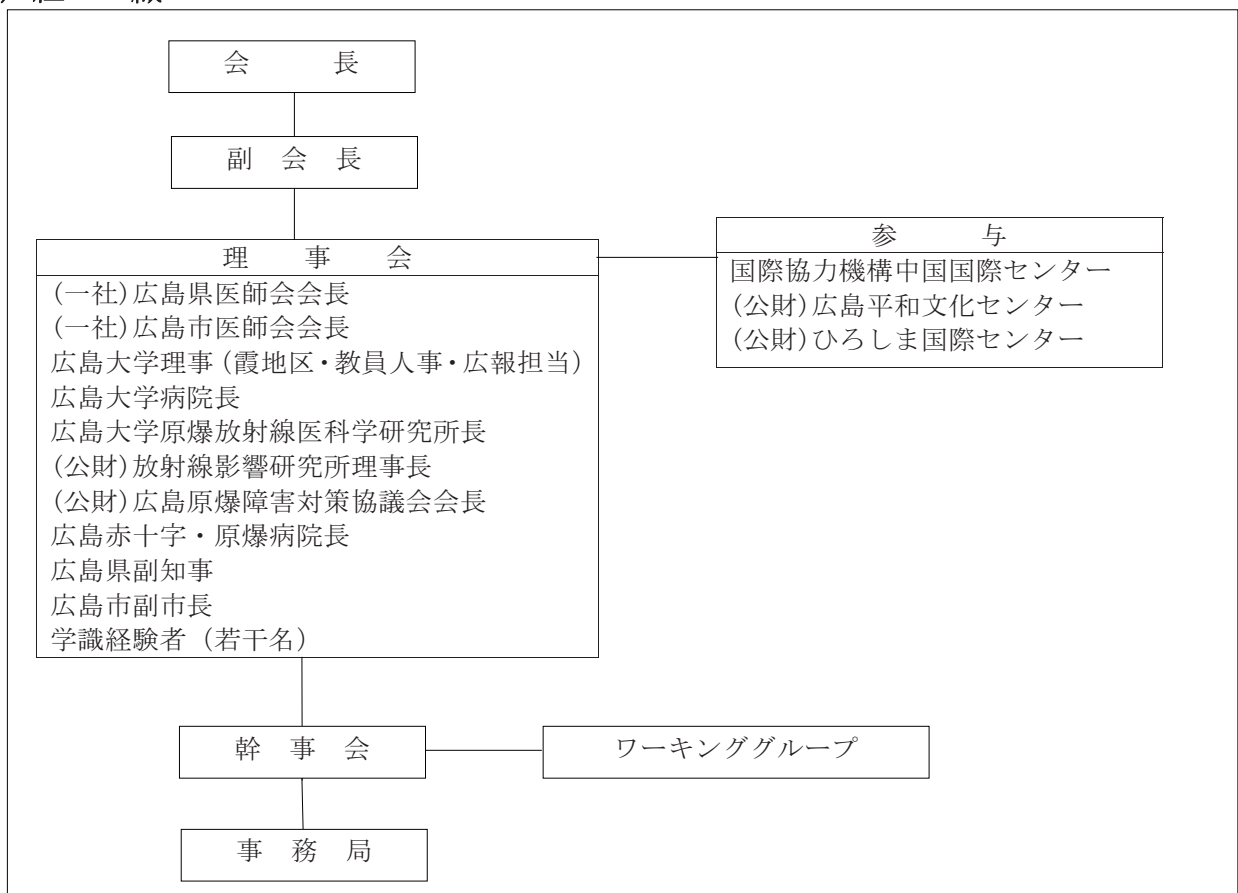 会長
副会長
理事会
(一社)広島県医師会会長
(一社)広島市医師会会長
広島大学理事(霞地区・教員人事・広報担当)
広島大学病院長
広島大学原爆放射線医科学研究所長
(公財)放射線影響研究所理事長
(公財)広島原爆障害対策協議会会長
広島赤十字・原爆病院長
広島県副知事
広島市副市長
学識経験者(若干名)
参与
国際協力機構中国国際センター
(公財)広島平和文化センター
(公財)ひろしま国際センター
幹事会
ワーキンググループ
事務局